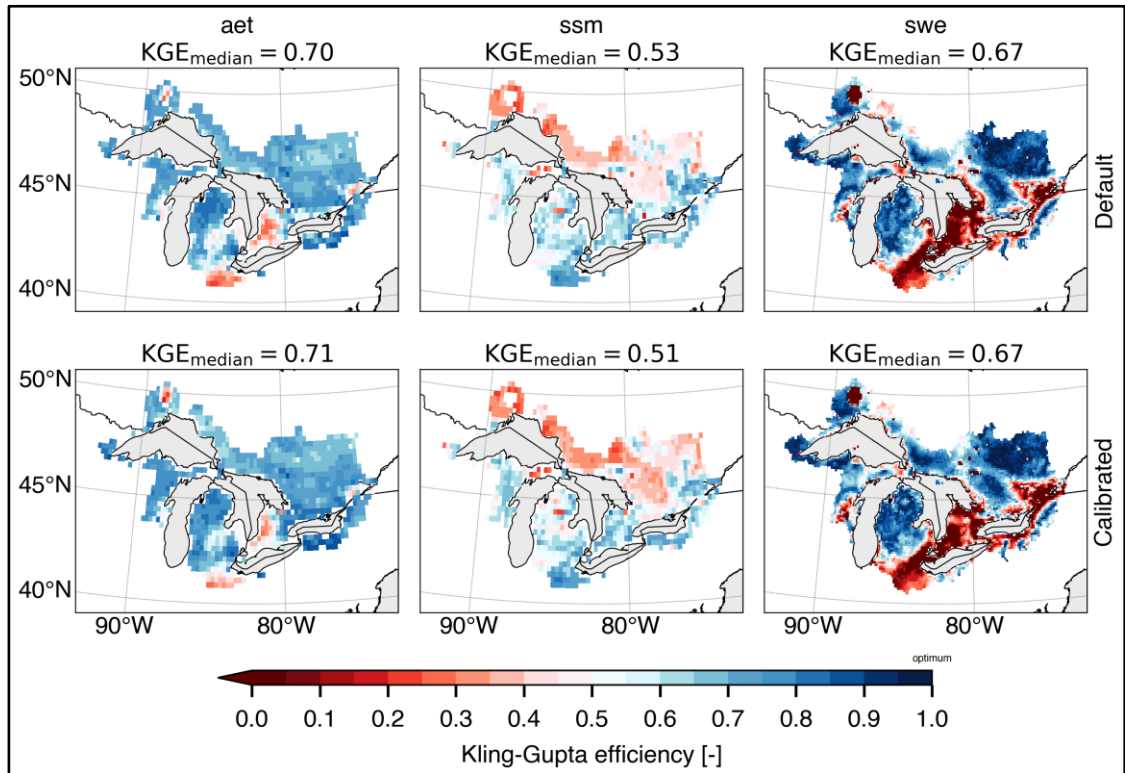 aet ssm swe
KGEmedian = 0.70 KGEmedian = 0.53 KGEmedian = 0.67
50°N
45°N
40°N
Default
KGEmedian = 0.71 KGEmedian = 0.51 KGEmedian = 0.67
50°N
45°N
40°N
Calibrated
90°W 80°W 90°W 80°W 90°W 80°W
optimum
0.0 0.1 0.2 0.3 0.4 0.5 0.6 0.7 0.8 0.9 1.0
Kling-Gupta efficiency [-]